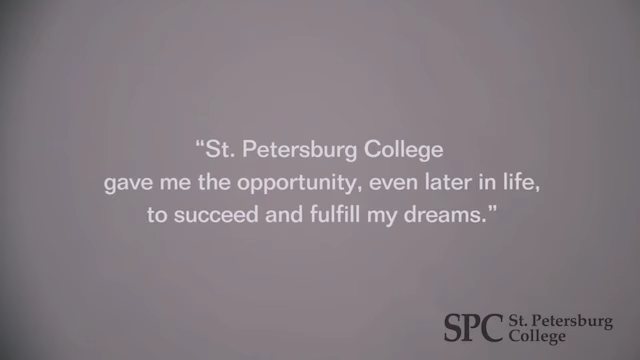 “St. Petersburg College
gave me the opportunity, even later in life,
to succeed and fulfill my dreams.”
SPC St. Petersburg
College